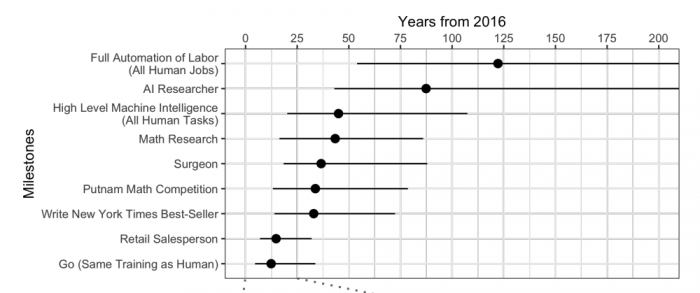 Years from 2016
0 25 50 75 100 125 150 175 200
Full Automation of Labor
(All Human Jobs)
AI Researcher
High Level Machine Intelligence
(All Human Tasks)
Math Research
Surgeon
Putnam Math Competition
Write New York Times Best-Seller
Retail Salesperson
Go (Same Training as Human)
Milestones